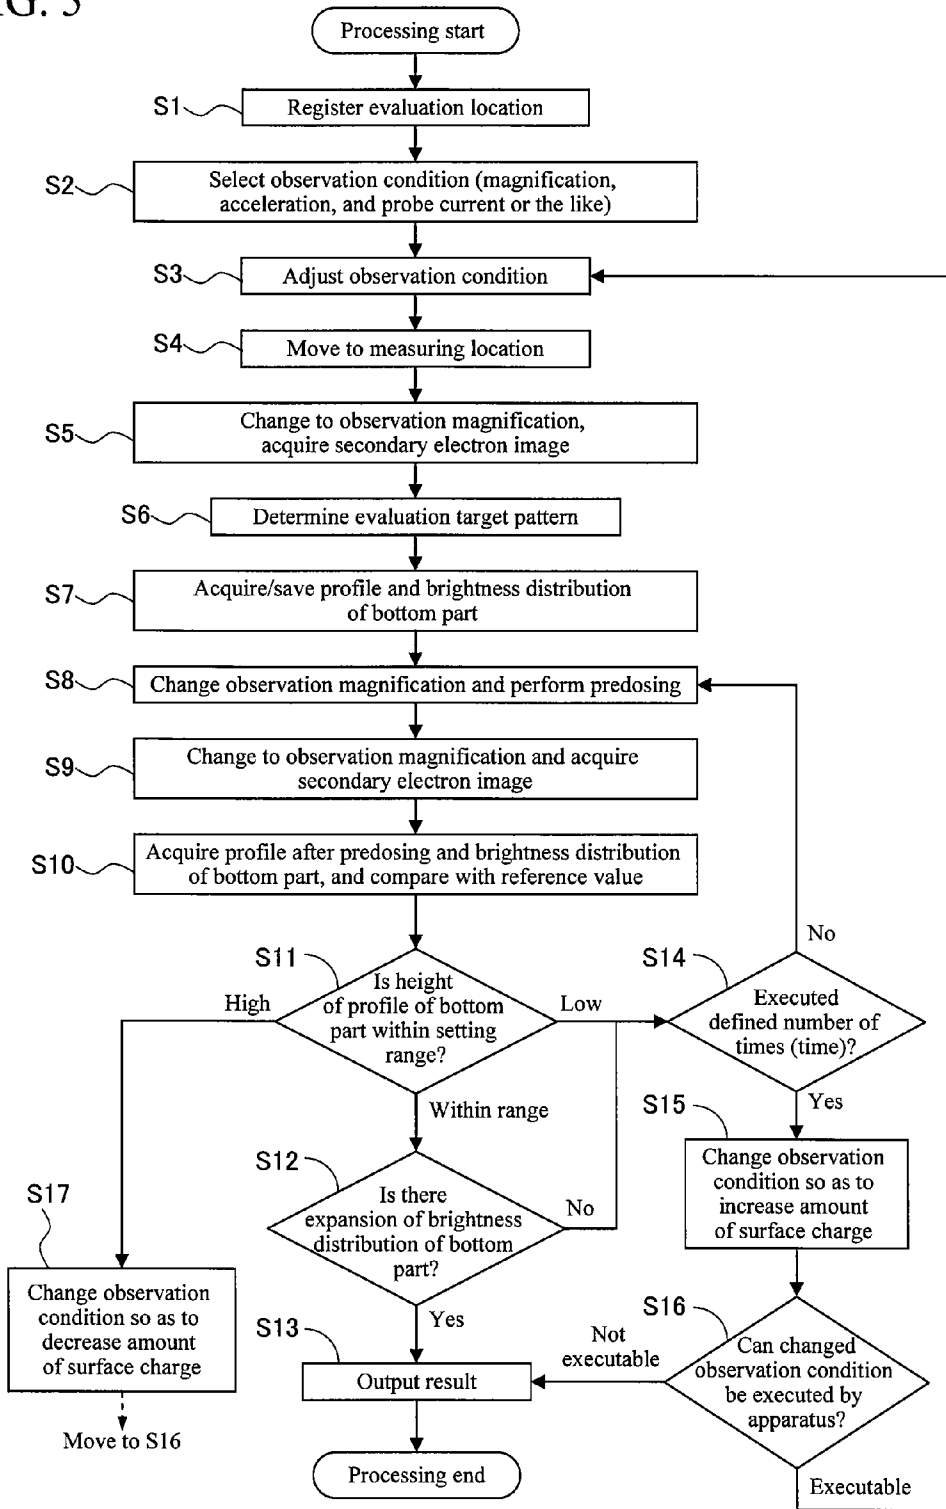 Processing start
S1
Register evaluation location
S2
Select observation condition (magnification,
acceleration, and probe current or the like)
S3
Adjust observation condition
S4
Move to measuring location
S5
Change to observation magnification,
acquire secondary electron image
S6
Determine evaluation target pattern
S7
Acquire/save profile and brightness distribution
of bottom part
S8
Change observation magnification and perform predosing
S9
Change to observation magnification and acquire
secondary electron image
S10
Acquire profile after predosing and brightness distribution
of bottom part, and compare with reference value
S11
Is height
of profile of bottom
part within setting
range?
High
Low
Within range
S14
No
Executed
defined number of
times (time)?
Yes
S12
Is there
expansion of brightness
distribution of bottom
part?
No
Yes
S15
Change observation
condition so as to
increase amount
of surface charge
S17
Change observation
condition so as to
decrease amount
of surface charge
Move to S16
S13
Output result
Processing end
S16
Not
executable
Can changed
observation condition
be executed by
apparatus?
Executable